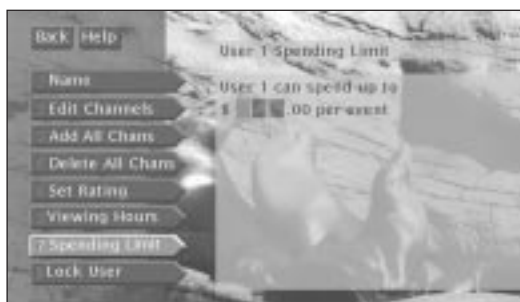 Back Help
Name
Edit Channels
Add All Chans
Delete All Chans
Set Rating
Viewing Hours
? Spending Limit
Lock User
User 1 Spending Limit
User 1 can spend up to
$ .00 per event